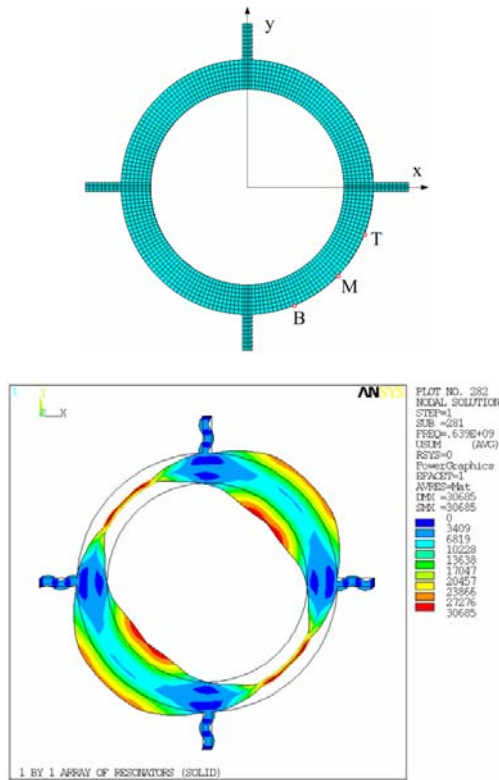 y
x
T
M
B
1
ANSYS
Y
X
PLOT NO. 282
NODAL SOLUTION
STEP=1
SUB =281
FREQ=.639E+09
USUM (AVG)
RSYS=0
PowerGraphics
EFACET=1
AVRES=Mat
DMX =30685
SMX =30685
0
3409
6819
10228
13638
17047
20457
23866
27276
30685
1 BY 1 ARRAY OF RESONATORS (SOLID)